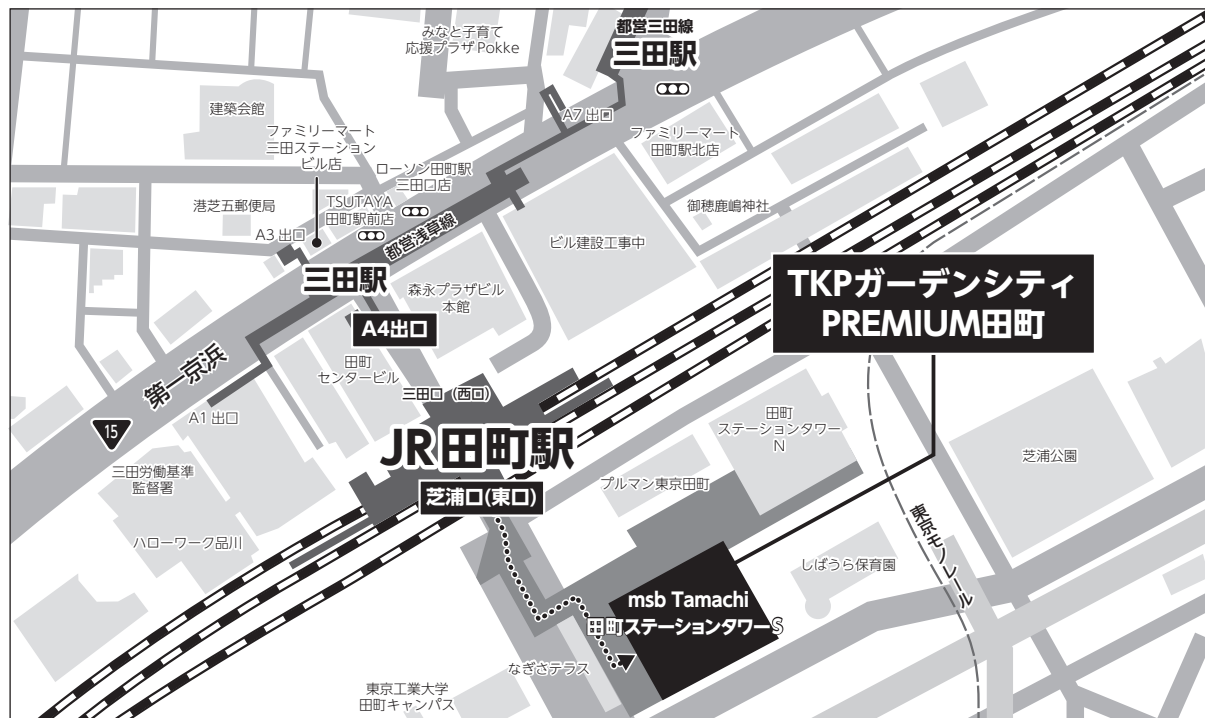 みなと子育て
応援プラザPokke
都営三田線
三田駅
建築会館
ファミリーマート
三田ステーション
ビル店
A7出口
ファミリーマート
田町駅北店
ローソン田町駅
三田口店
港芝五郵便局
TSUTAYA
田町駅前店
A3出口
都営浅草線
御穂鹿嶋神社
ビル建設工事中
三田駅
森永プラザビル
本館
TKPガーデンシティ
PREMIUM田町
A4出口
田町
センタービル
第一京浜
三田口(西口)
A1出口
15
JR田町駅
田町
ステーションタワー
N
芝浦公園
三田労働基準
監督署
プルマン東京田町
芝浦口(東口)
ハローワーク品川
しばうら保育園
東京モノレール
msb Tamachi
田町ステーションタワーS
なぎさテラス
東京工業大学
田町キャンパス